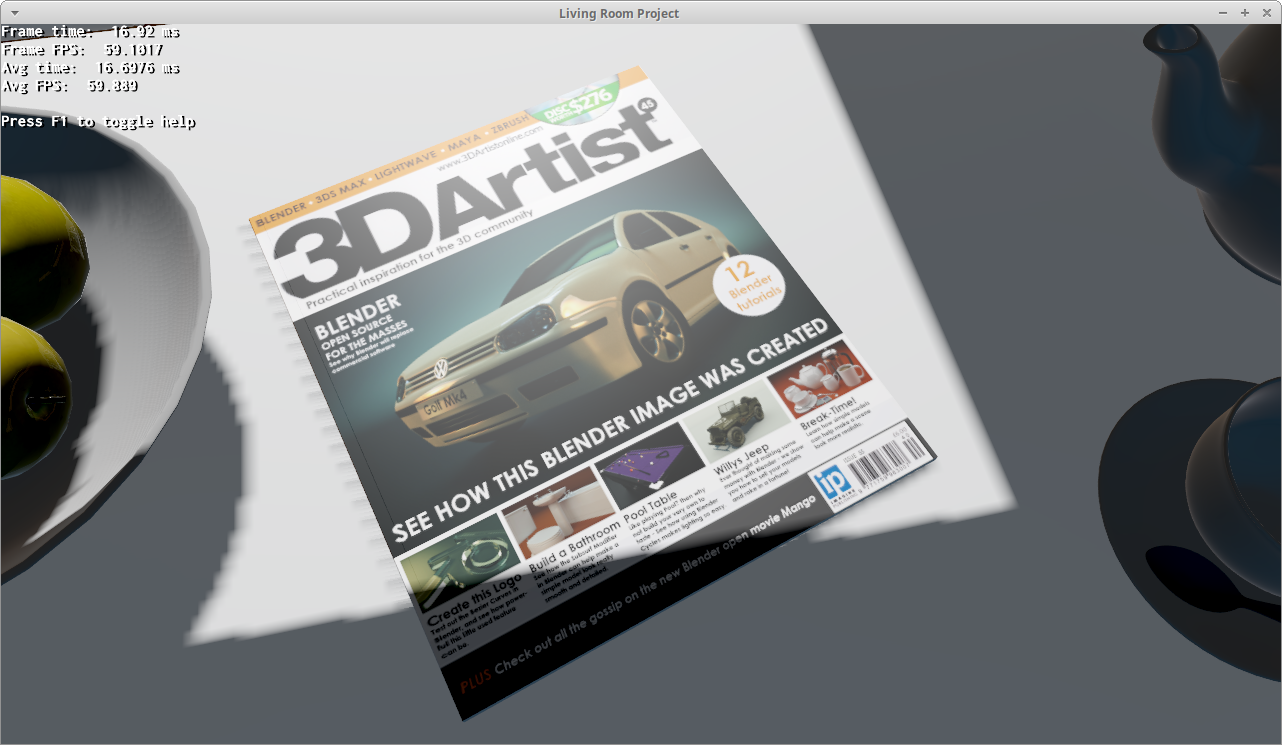 Living Room Project
Frame time:  16.92 ms
Frame FPS:  59.1017
Avg time:  16.6976 ms
Avg FPS:  59.889
Press F1 to toggle help
BLENDER • 3DS MAX • LIGHTWAVE • MAYA • ZBRUSH
DISC
$276
www.3DArtistonline.com
45
3DArtist
Practical inspiration for the 3D community
BLENDER
OPEN SOURCE
FOR THE MASSES
See why Blender will replace
commercial software
12
Blender
tutorials
Golf Mk4
SEE HOW THIS BLENDER IMAGE WAS CREATED
Create this Logo
Test out the Bezier Curves in
Blender, and see how power-
full this little used feature
can be.
Build a Bathroom
See how the Subsurf Modifier
in Blender can help make a
simple model look really
smooth and detailed.
Pool Table
Like playing Pool? then why
not build your very own to
taste - See how using Blender
Cycles makes lighting so easy
Willys Jeep
Ever thought of making some
money with Blender - we show
you how to sell your models
and rake in a fortune!
Break-Time!
Learn how simple models
can help make a scene
look more realistic.
ip
IMAGINE
PLUS Check out all the gossip on the new Blender open movie Mango